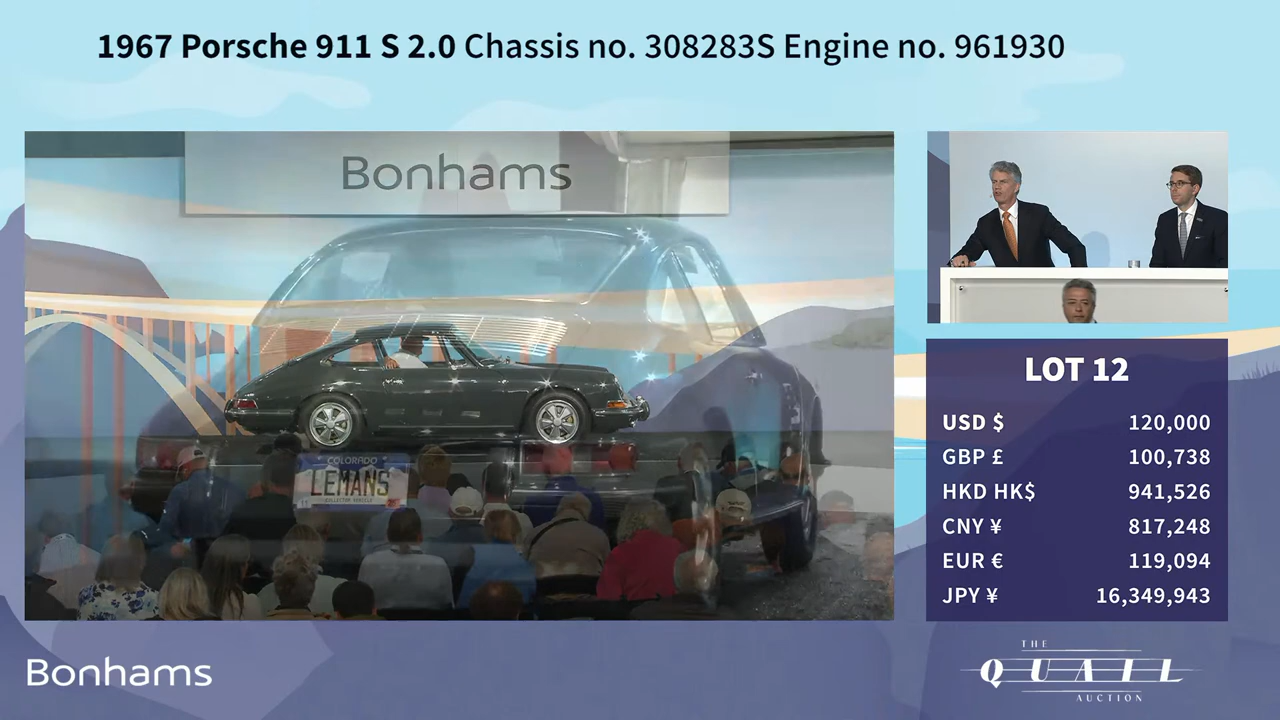 1967 Porsche 911 S 2.0 Chassis no. 308283S Engine no. 961930
Bonhams
COLORADO
LEMANS
COLLECTOR VEHICLE
LOT 12
USD $ 120,000
GBP £ 100,738
HKD HK$ 941,526
CNY ¥ 817,248
EUR € 119,094
JPY ¥ 16,349,943
Bonhams
THE
QUAIL
AUCTION